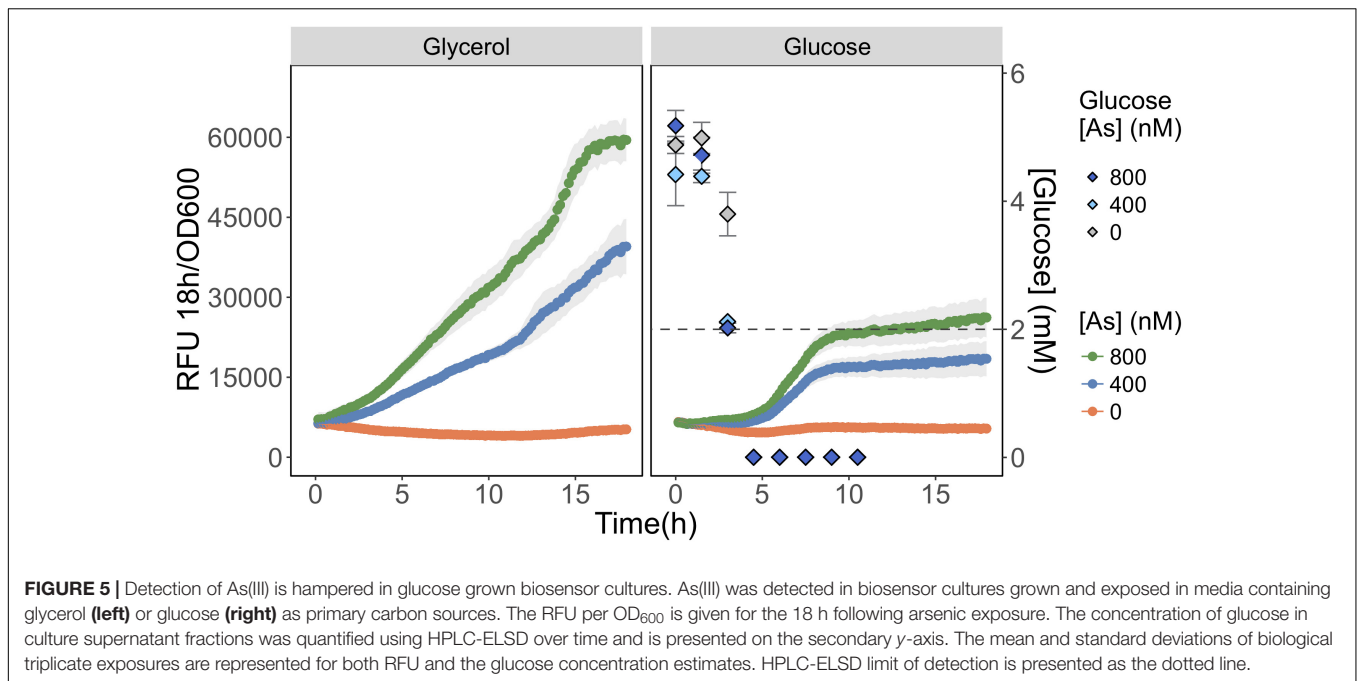 Glycerol
Glucose
RFU 18h/OD600
60000
45000
30000
15000
0
0 5 10 15
0 5 10 15
Time(h)
6
4
2
0
[Glucose] (mM)
Glucose
[As] (nM)
800
400
0
[As] (nM)
800
400
0
FIGURE 5 | Detection of As(III) is hampered in glucose grown biosensor cultures. As(III) was detected in biosensor cultures grown and exposed in media containing
glycerol (left) or glucose (right) as primary carbon sources. The RFU per OD600 is given for the 18 h following arsenic exposure. The concentration of glucose in
culture supernatant fractions was quantified using HPLC-ELSD over time and is presented on the secondary y-axis. The mean and standard deviations of biological
triplicate exposures are represented for both RFU and the glucose concentration estimates. HPLC-ELSD limit of detection is presented as the dotted line.